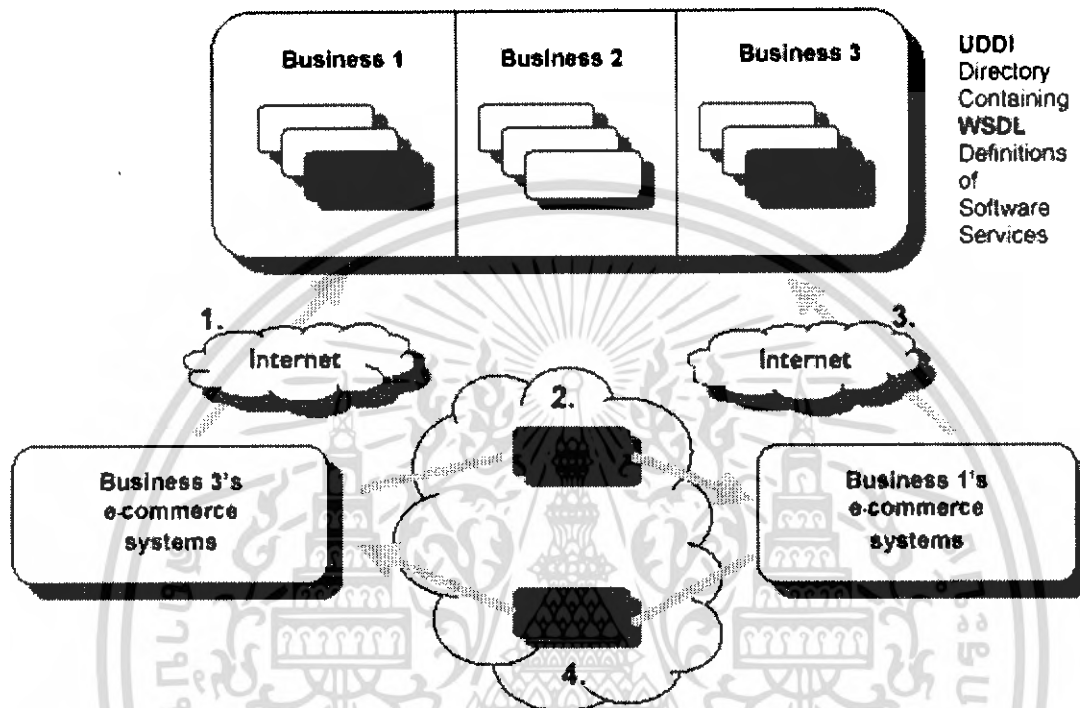 Business 1
Business 2
Business 3
UDDI
Directory
Containing
WSDL
Definitions
of
Software
Services
1.
Internet
3.
Internet
2.
Business 3's
e-commerce
systems
Business 1's
e-commerce
systems
4.